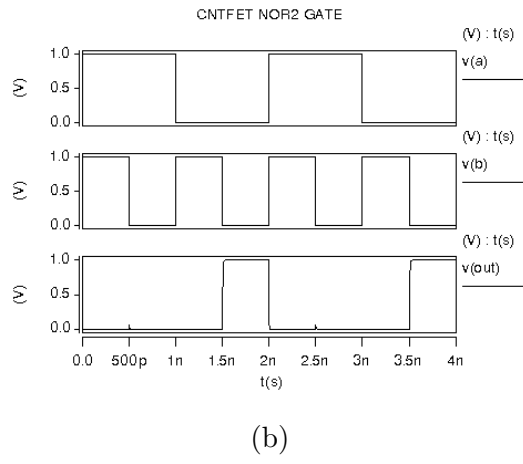 CNTFET NOR2 GATE
(V) : t(s)
v(a)
(V)
1.0
0.5
0.0
(V) : t(s)
v(b)
(V)
1.0
0.5
0.0
(V) : t(s)
v(out)
(V)
1.0
0.5
0.0
0.0 500p 1n 1.5n 2n 2.5n 3n 3.5n 4n
t(s)
(b)